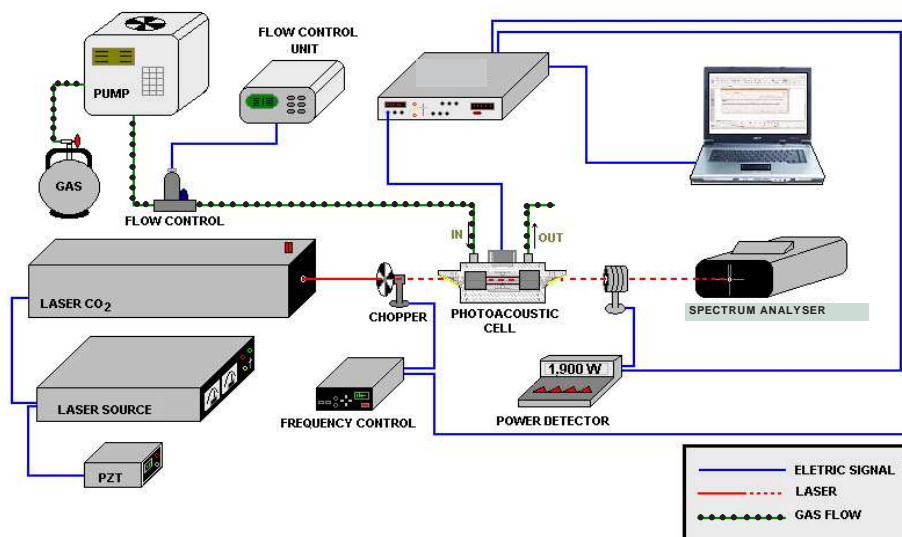 FLOW CONTROL
UNIT
PUMP
GAS
FLOW CONTROL
IN
OUT
LASER CO2
CHOPPER
PHOTOACOUSTIC
CELL
SPECTRUM ANALYSER
LASER SOURCE
FREQUENCY CONTROL
1.900 W
POWER DETECTOR
PZT
ELETRIC SIGNAL
LASER
GAS FLOW